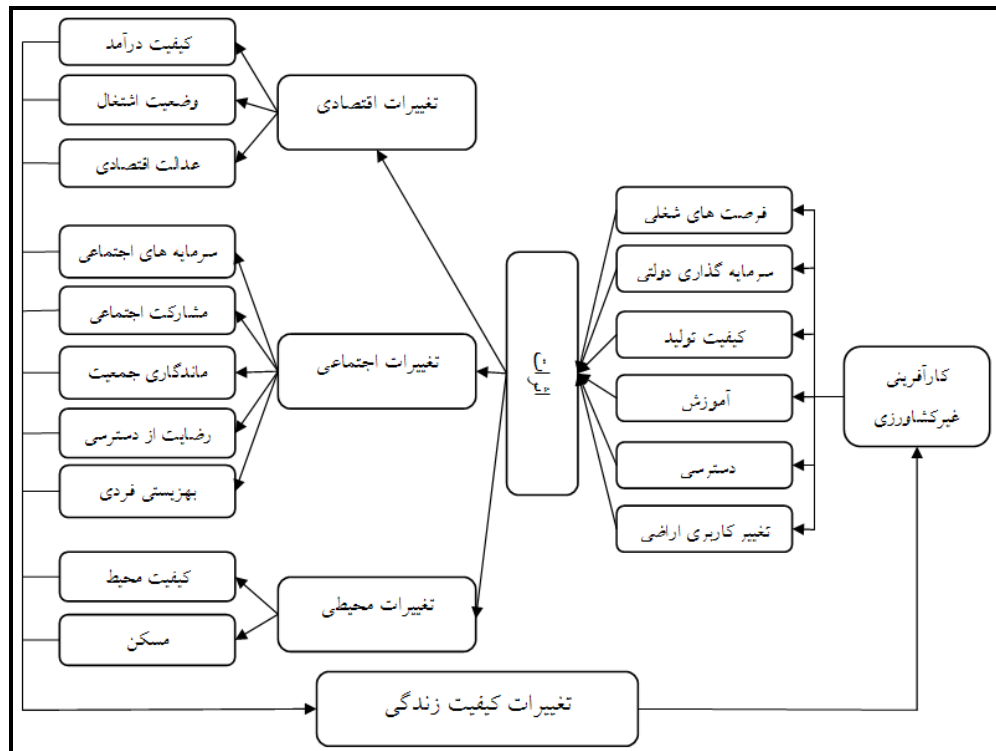 کارآفرینی
غیرکشاورزی
فرصت های شغلی
سرمایه گذاری دولتی
کیفیت تولید
آموزش
دسترسی
تغییر کاربری اراضی
اثرات
تغییرات اقتصادی
کیفیت درآمد
وضعیت اشتغال
عدالت اقتصادی
تغییرات اجتماعی
سرمایه های اجتماعی
مشارکت اجتماعی
ماندگاری جمعیت
رضایت از دسترسی
بهزیستی فردی
تغییرات محیطی
کیفیت محیط
مسکن
تغییرات کیفیت زندگی